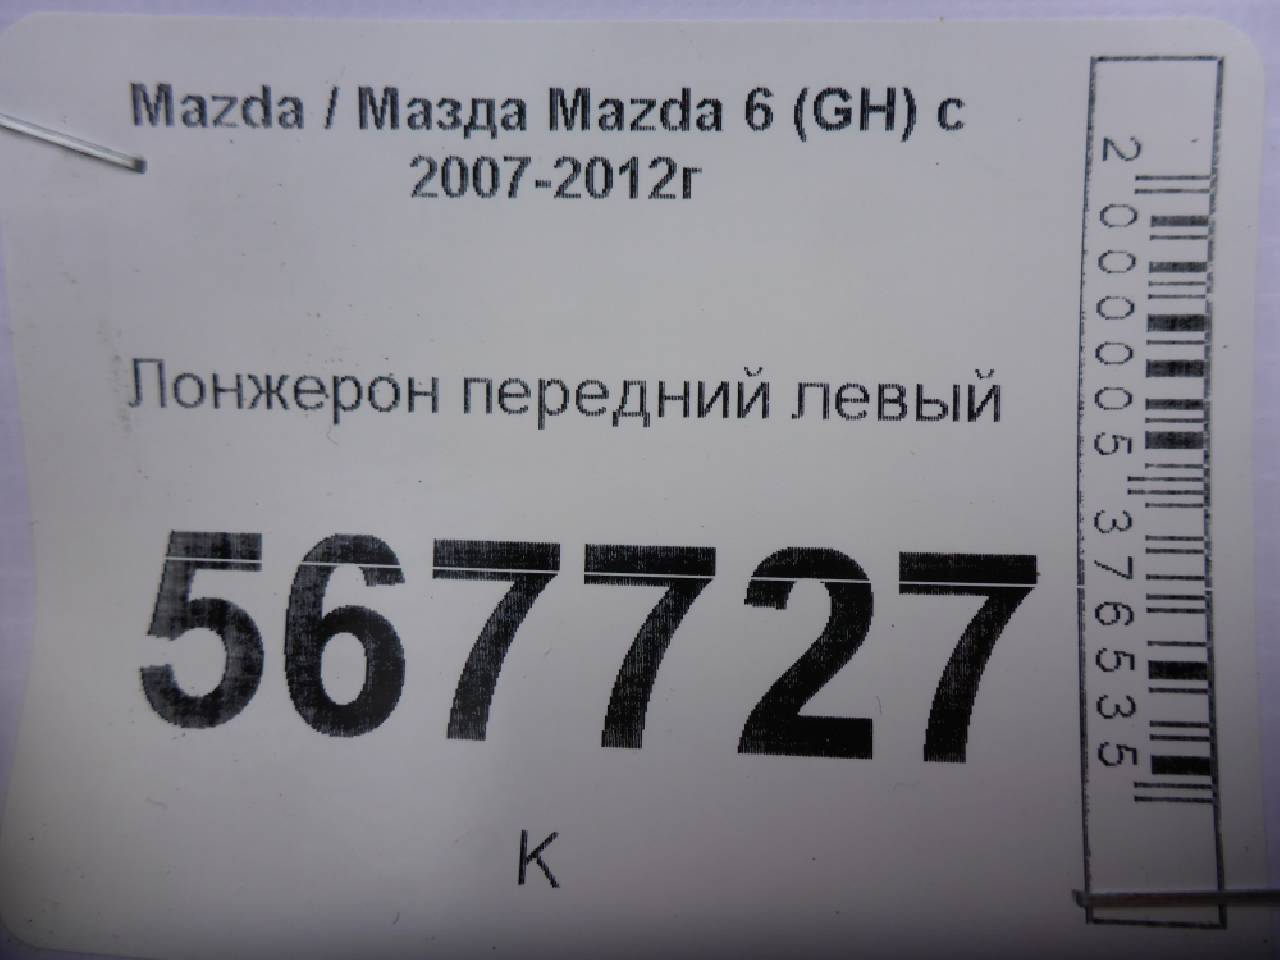 Mazda / Мазда Mazda 6 (GH) с
2007-2012г
Лонжерон передний левый
567727
К
2000005376535